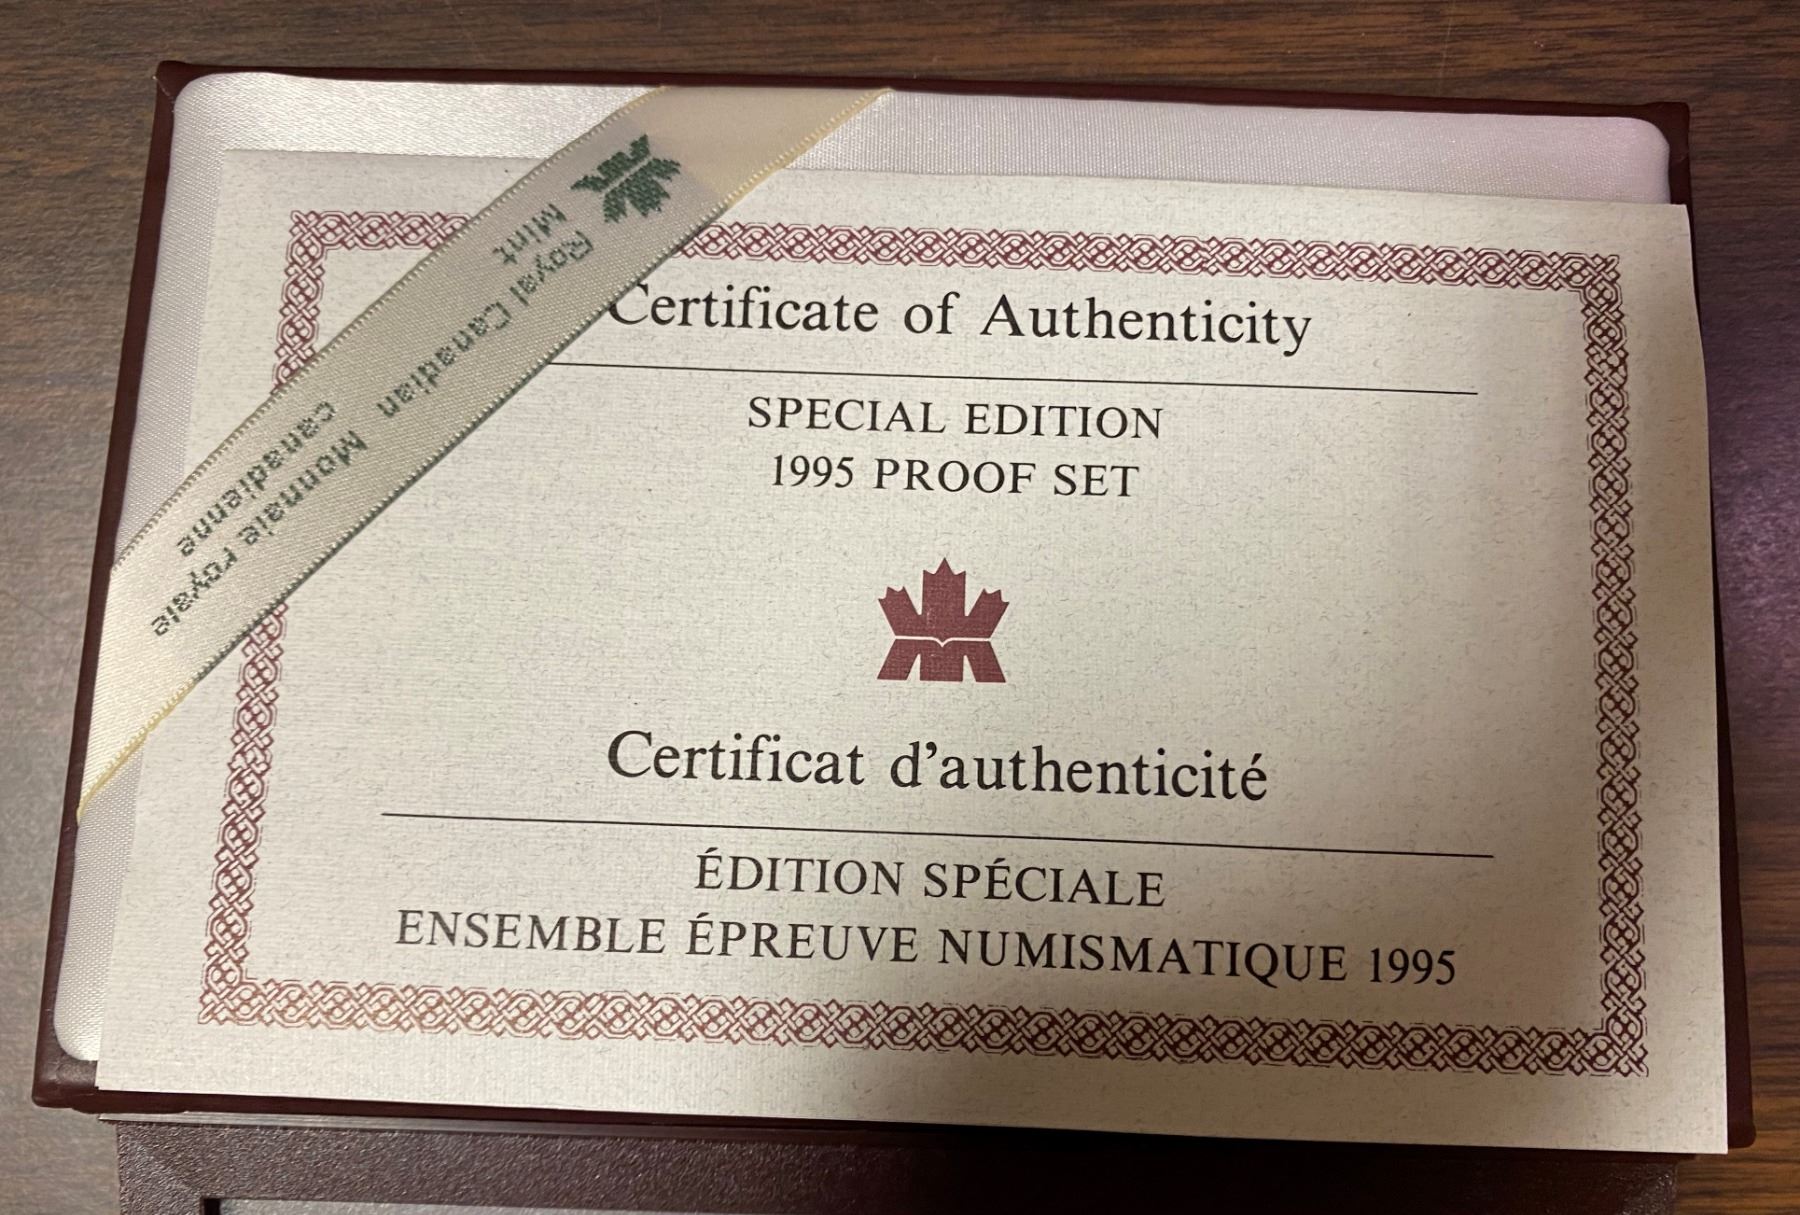 Royal Canadian
Mint
Monnaie royale
canadienne
Certificate of Authenticity
SPECIAL EDITION
1995 PROOF SET
Certificat d'authenticité
ÉDITION SPÉCIALE
ENSEMBLE ÉPREUVE NUMISMATIQUE 1995